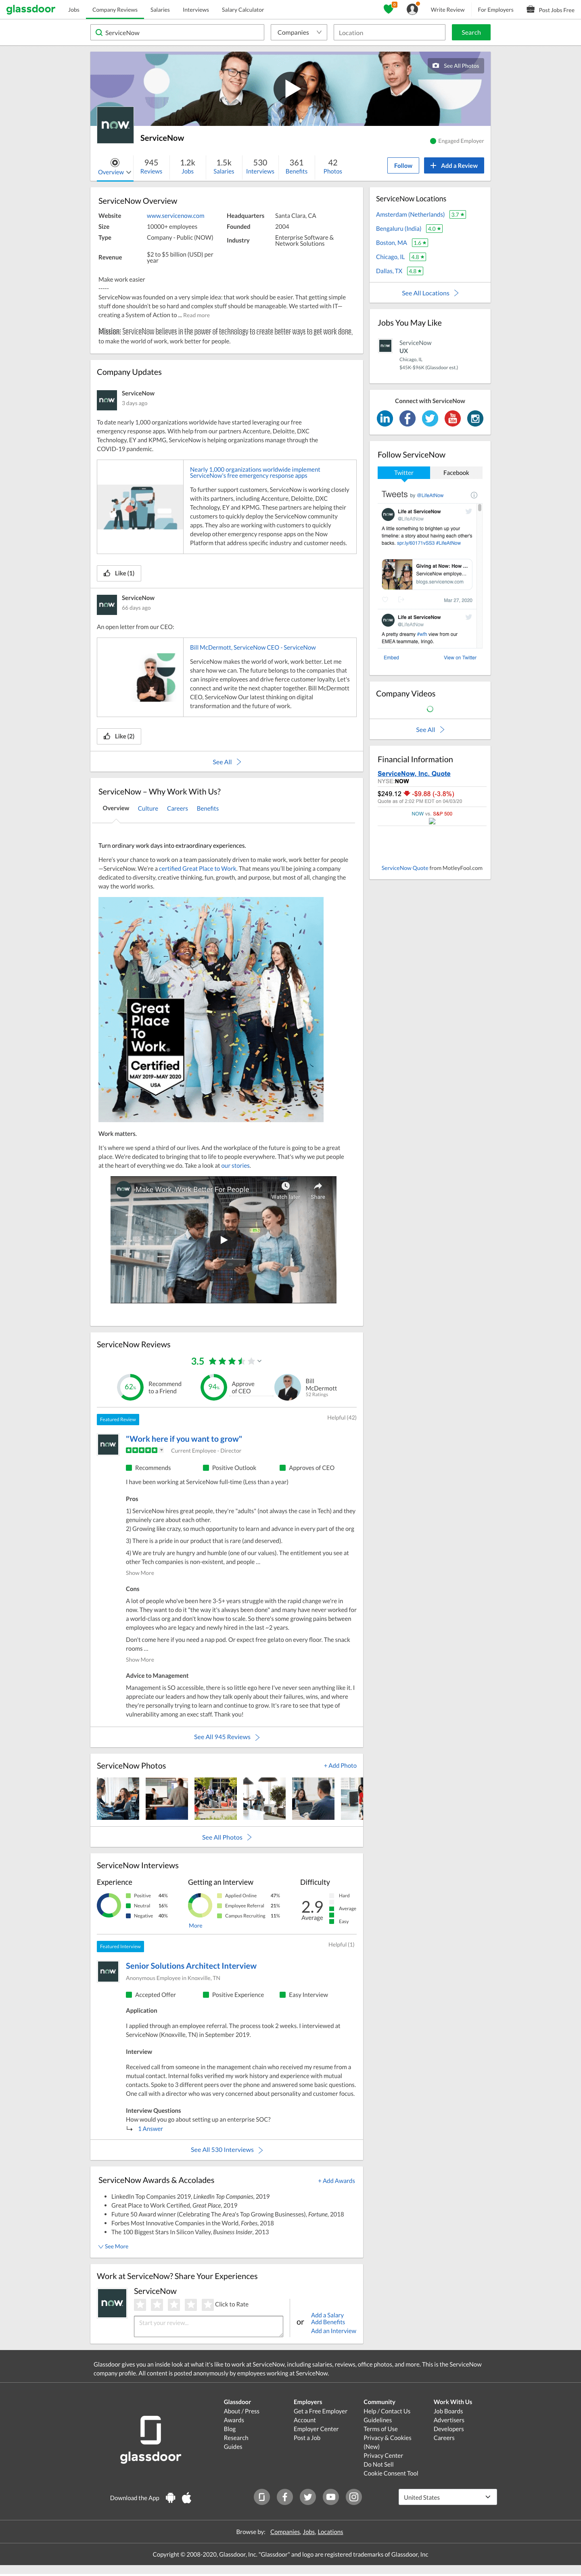 glassdoor
Jobs
Company Reviews
Salaries
Interviews
Salary Calculator
Write Review
For Employers
Post Jobs Free
ServiceNow
Companies
Location
Search
See All Photos
now
ServiceNow
Engaged Employer
Overview
945 Reviews
1.2k Jobs
1.5k Salaries
530 Interviews
361 Benefits
42 Photos
Follow
+ Add a Review
ServiceNow Overview
Website www.servicenow.com
Headquarters Santa Clara, CA
Size 10000+ employees
Founded 2004
Type Company - Public (NOW)
Industry Enterprise Software &
Network Solutions
Revenue $2 to $5 billion (USD) per
year
Make work easier
-----
ServiceNow was founded on a very simple idea: that work should be easier. That getting simple
stuff done shouldn't be so hard and complex stuff should be manageable. We started with IT—
creating a System of Action to ... Read more
Mission: ServiceNow believes in the power of technology to create better ways to get work done,
to make the world of work, work better for people.
Company Updates
now
ServiceNow
3 days ago
To date nearly 1,000 organizations worldwide have started leveraging our free
emergency response apps. With help from our partners Accenture, Deloitte, DXC
Technology, EY and KPMG, ServiceNow is helping organizations manage through the
COVID-19 pandemic.
Nearly 1,000 organizations worldwide implement
ServiceNow's free emergency response apps
To further support customers, ServiceNow is working closely
with its partners, including Accenture, Deloitte, DXC
Technology, EY and KPMG. These partners are helping their
customers to quickly deploy the ServiceNow community
apps. They also are working with customers to quickly
develop other emergency response apps on the Now
Platform that address specific industry and customer needs.
Like (1)
now
ServiceNow
66 days ago
An open letter from our CEO:
Bill McDermott, ServiceNow CEO - ServiceNow
ServiceNow makes the world of work, work better. Let me
share how we can. The future belongs to the companies that
can inspire employees and drive fierce customer loyalty. Let's
connect and write the next chapter together. Bill McDermott
CEO, ServiceNow Our latest thinking on digital
transformation and the future of work.
Like (2)
See All
ServiceNow – Why Work With Us?
Overview
Culture
Careers
Benefits
Turn ordinary work days into extraordinary experiences.
Here's your chance to work on a team passionately driven to make work, work better for people
—ServiceNow. We're a certified Great Place to Work. That means you'll be joining a company
dedicated to diversity, creative thinking, fun, growth, and purpose, but most of all, changing the
way the world works.
Great
Place
To
Work.
Certified
MAY 2019–MAY 2020
USA
Work matters.
It's where we spend a third of our lives. And the workplace of the future is going to be a great
place. We're dedicated to bringing that to life to people everywhere. That's why we put people
at the heart of everything we do. Take a look at our stories.
now
Make Work, Work Better For People
Watch later
Share
ServiceNow Reviews
3.5
62%
Recommend
to a Friend
94%
Approve
of CEO
Bill
McDermott
52 Ratings
Featured Review
Helpful (42)
now
"Work here if you want to grow"
Current Employee - Director
Recommends
Positive Outlook
Approves of CEO
I have been working at ServiceNow full-time (Less than a year)
Pros
1) ServiceNow hires great people, they're "adults" (not always the case in Tech) and they
genuinely care about each other.
2) Growing like crazy, so much opportunity to learn and advance in every part of the org
3) There is a pride in our product that is rare (and deserved).
4) We are truly are hungry and humble (one of our values). The entitlement you see at
other Tech companies is non-existent, and people ...
Show More
Cons
A lot of people who've been here 3-5+ years struggle with the rapid change we're in
now. They want to do it "the way it's always been done" and many have not worked for
a world-class org and don't know how to scale. So there's some growing pains between
employees who are legacy and newly hired in the last ~2 years.
Don't come here if you need a nap pod. Or expect free gelato on every floor. The snack
rooms ...
Show More
Advice to Management
Management is SO accessible, there is so little ego here I've never seen anything like it. I
appreciate our leaders and how they talk openly about their failures, wins, and where
they're personally trying to learn and continue to grow. It's rare to see that type of
vulnerability among an exec staff. Thank you!
See All 945 Reviews
ServiceNow Photos
+ Add Photo
See All Photos
ServiceNow Interviews
Experience
Positive 44%
Neutral 16%
Negative 40%
Getting an Interview
Applied Online 47%
Employee Referral 21%
Campus Recruiting 11%
More
Difficulty
2.9
Average
Hard
Average
Easy
Featured Interview
Helpful (1)
now
Senior Solutions Architect Interview
Anonymous Employee in Knoxville, TN
Accepted Offer
Positive Experience
Easy Interview
Application
I applied through an employee referral. The process took 2 weeks. I interviewed at
ServiceNow (Knoxville, TN) in September 2019.
Interview
Received call from someone in the management chain who received my resume from a
mutual contact. Internal folks verified my work history and experience with mutual
contacts. Spoke to 3 different peers over the phone and answered some basic questions.
One call with a director who was very concerned about personality and customer focus.
Interview Questions
How would you go about setting up an enterprise SOC?
1 Answer
See All 530 Interviews
ServiceNow Awards & Accolades
+ Add Awards
LinkedIn Top Companies 2019, LinkedIn Top Companies, 2019
Great Place to Work Certified, Great Place, 2019
Future 50 Award winner (Celebrating The Area's Top Growing Businesses), Fortune, 2018
Forbes Most Innovative Companies in the World, Forbes, 2018
The 100 Biggest Stars In Silicon Valley, Business Insider, 2013
See More
Work at ServiceNow? Share Your Experiences
now
ServiceNow
Click to Rate
Start your review...
or
Add a Salary
Add Benefits
Add an Interview
ServiceNow Locations
Amsterdam (Netherlands) 3.7
Bengaluru (India) 4.0
Boston, MA 1.6
Chicago, IL 4.8
Dallas, TX 4.8
See All Locations
Jobs You May Like
now
ServiceNow
UX
Chicago, IL
$45K-$96K (Glassdoor est.)
Connect with ServiceNow
Follow ServiceNow
Twitter
Facebook
Tweets by @LifeAtNow
Life at ServiceNow
@LifeAtNow
A little something to brighten up your
timeline: a story about having each other's
backs. spr.ly/60171vSS3 #LifeAtNow
Giving at Now: How ...
ServiceNow employe...
blogs.servicenow.com
Mar 27, 2020
Life at ServiceNow
@LifeAtNow
A pretty dreamy #wfh view from our
EMEA teammate, Iringó.
Embed
View on Twitter
Company Videos
See All
Financial Information
ServiceNow, Inc. Quote
NYSE: NOW
$249.12 -$9.88 (-3.8%)
Quote as of 2:02 PM EDT on 04/03/20
NOW vs. S&P 500
ServiceNow Quote from MotleyFool.com
Glassdoor gives you an inside look at what it's like to work at ServiceNow, including salaries, reviews, office photos, and more. This is the ServiceNow
company profile. All content is posted anonymously by employees working at ServiceNow.
glassdoor
Glassdoor
About / Press
Awards
Blog
Research
Guides
Employers
Get a Free Employer
Account
Employer Center
Post a Job
Community
Help / Contact Us
Guidelines
Terms of Use
Privacy & Cookies
(New)
Privacy Center
Do Not Sell
Cookie Consent Tool
Work With Us
Job Boards
Advertisers
Developers
Careers
Download the App
United States
Browse by: Companies, Jobs, Locations
Copyright © 2008-2020, Glassdoor, Inc. "Glassdoor" and logo are registered trademarks of Glassdoor, Inc